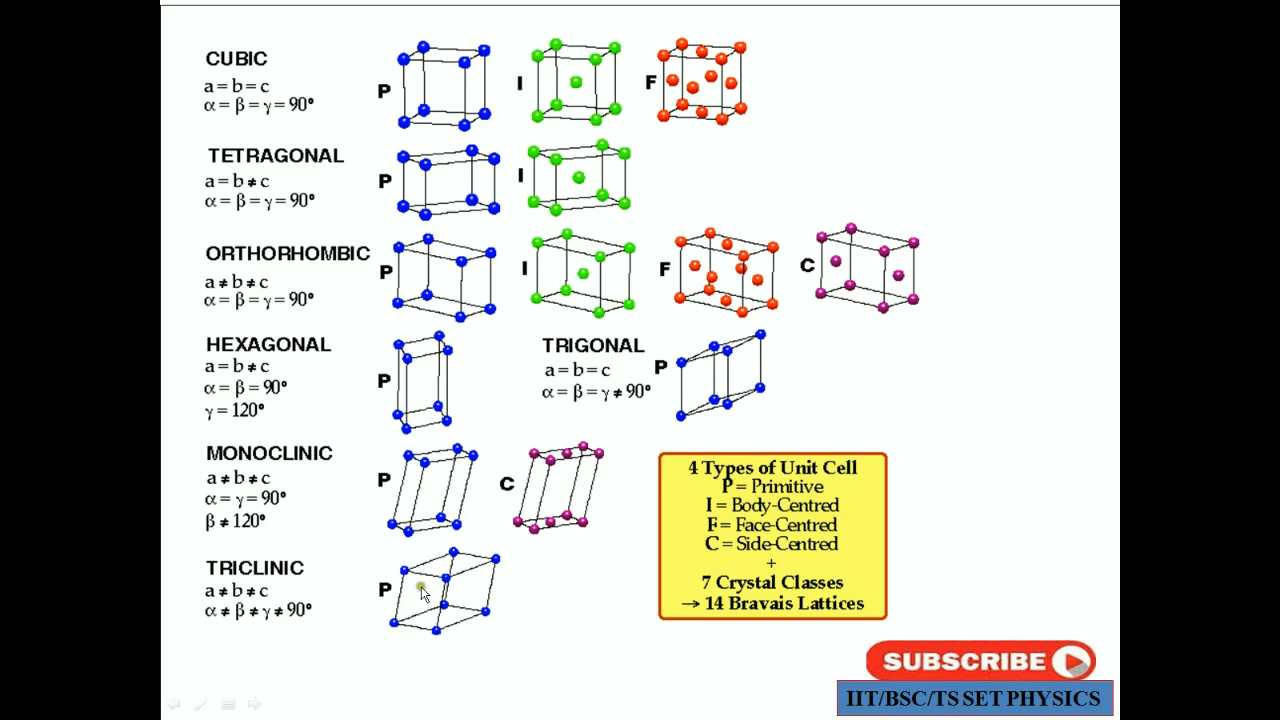 CUBIC
a = b = c
α = β = γ = 90°
P
I
F
TETRAGONAL
a = b ≠ c
α = β = γ = 90°
P
I
ORTHORHOMBIC
a ≠ b ≠ c
α = β = γ = 90°
P
I
F
C
HEXAGONAL
a = b ≠ c
α = β = 90°
γ = 120°
P
TRIGONAL
a = b = c
α = β = γ ≠ 90°
P
MONOCLINIC
a ≠ b ≠ c
α = γ = 90°
β ≠ 120°
P
C
4 Types of Unit Cell
P = Primitive
I = Body-Centred
F = Face-Centred
C = Side-Centred
+
7 Crystal Classes
→ 14 Bravais Lattices
TRICLINIC
a ≠ b ≠ c
α ≠ β ≠ γ ≠ 90°
P
SUBSCRIBE
IIT/BSC/TS SET PHYSICS